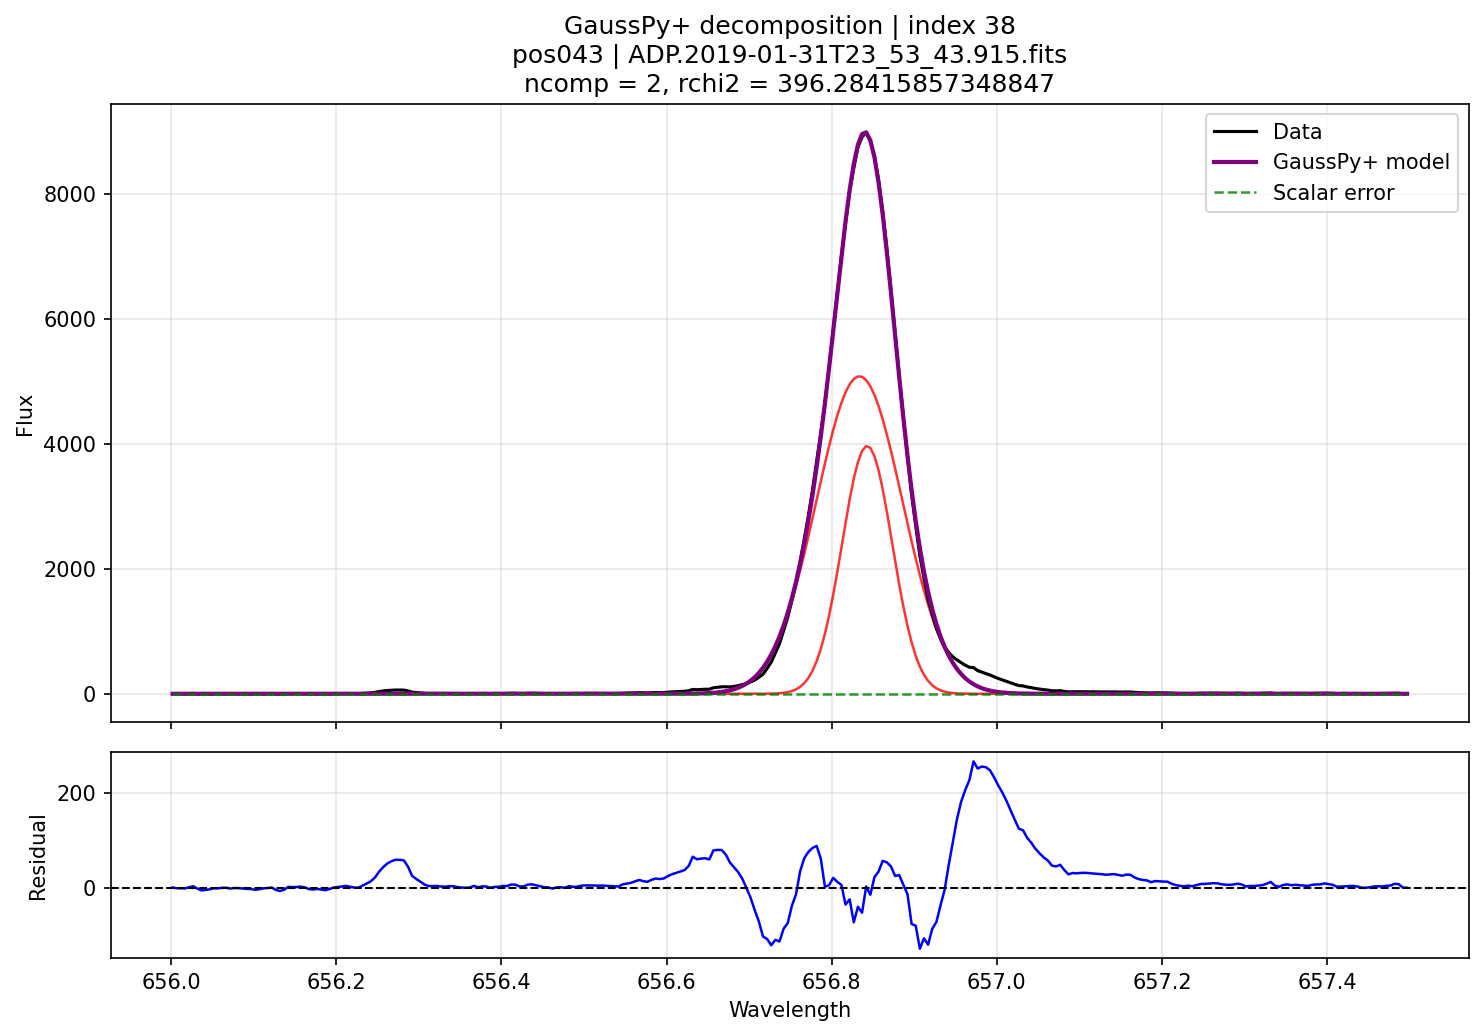 GaussPy+ decomposition | index 38
pos043 | ADP.2019-01-31T23_53_43.915.fits
ncomp = 2, rchi2 = 396.28415857348847
Data
GaussPy+ model
Scalar error
Flux
8000
6000
4000
2000
0
Residual
200
0
656.0 656.2 656.4 656.6 656.8 657.0 657.2 657.4
Wavelength